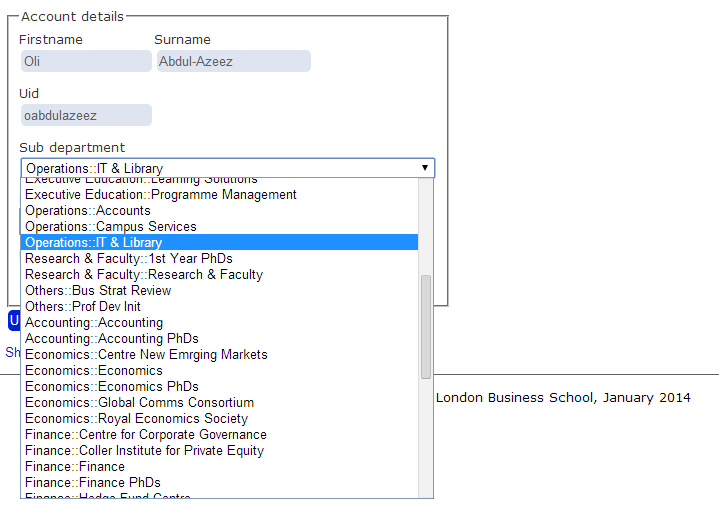 Account details
Firstname Surname
Oli Abdul-Azeez
Uid
oabdulazeez
Sub department
Operations::IT & Library
Executive Education::Learning Solutions
Executive Education::Programme Management
Operations::Accounts
Operations::Campus Services
Operations::IT & Library
Research & Faculty::1st Year PhDs
Research & Faculty::Research & Faculty
Others::Bus Strat Review
Others::Prof Dev Init
U
Accounting::Accounting
Accounting::Accounting PhDs
Sh
Economics::Centre New Emrging Markets
Economics::Economics
Economics::Economics PhDs
London Business School, January 2014
Economics::Global Comms Consortium
Economics::Royal Economics Society
Finance::Centre for Corporate Governance
Finance::Coller Institute for Private Equity
Finance::Finance
Finance::Finance PhDs
Finance::Hedge Fund Centre